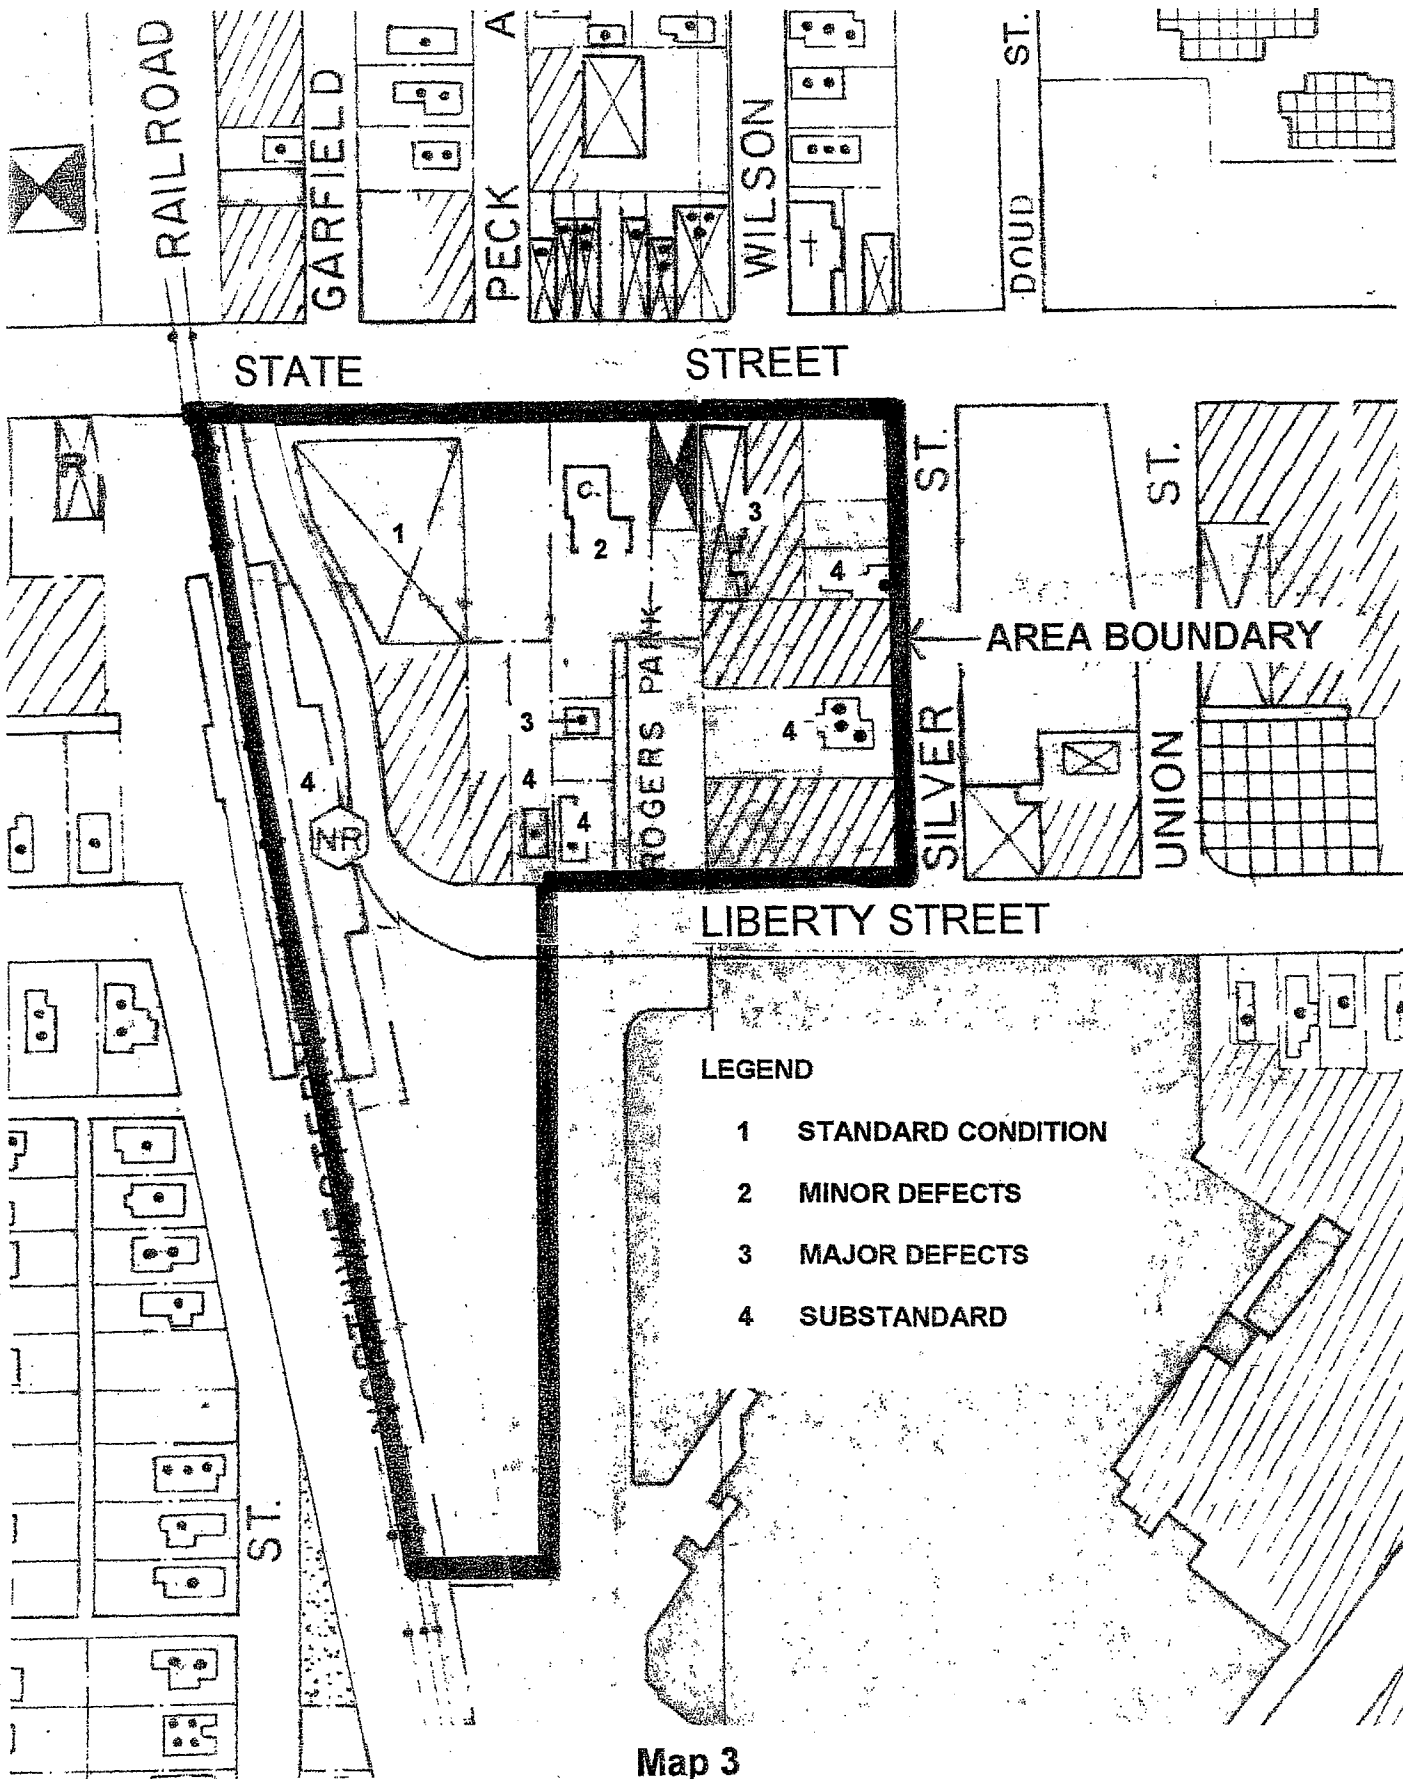 RAILROAD
GARFIELD
PECK
A
WILSON
DOUD
ST.
STATE STREET
R
1
C.
2
3
4
ST.
ST.
AREA BOUNDARY
3
4
4
4
4
NR
ROGERS PARK
SILVER
UNION
LIBERTY STREET
LEGEND
1 STANDARD CONDITION
2 MINOR DEFECTS
3 MAJOR DEFECTS
4 SUBSTANDARD
ST.
Map 3